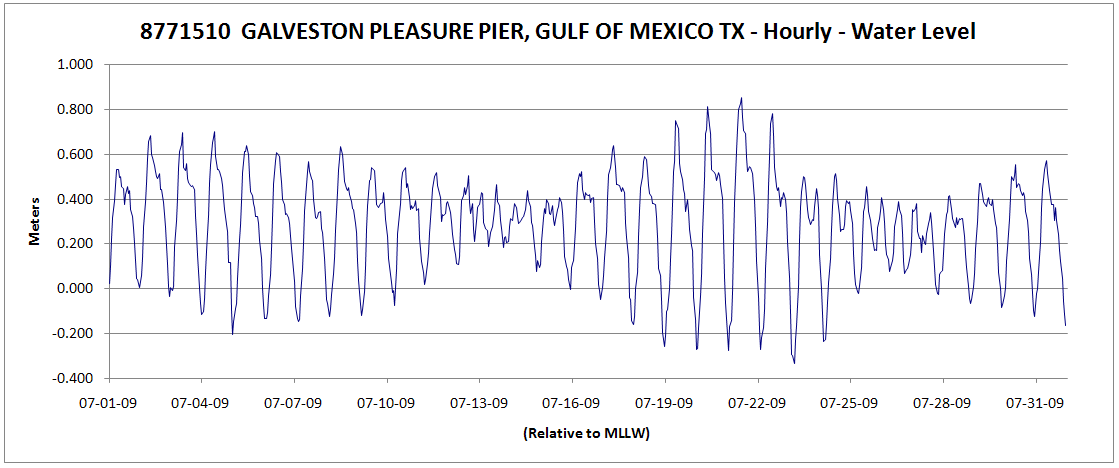 8771510 GALVESTON PLEASURE PIER, GULF OF MEXICO TX - Hourly - Water Level
1.000
0.800
0.600
0.400
0.200
0.000
-0.200
-0.400
Meters
07-01-09 07-04-09 07-07-09 07-10-09 07-13-09 07-16-09 07-19-09 07-22-09 07-25-09 07-28-09 07-31-09
(Relative to MLLW)